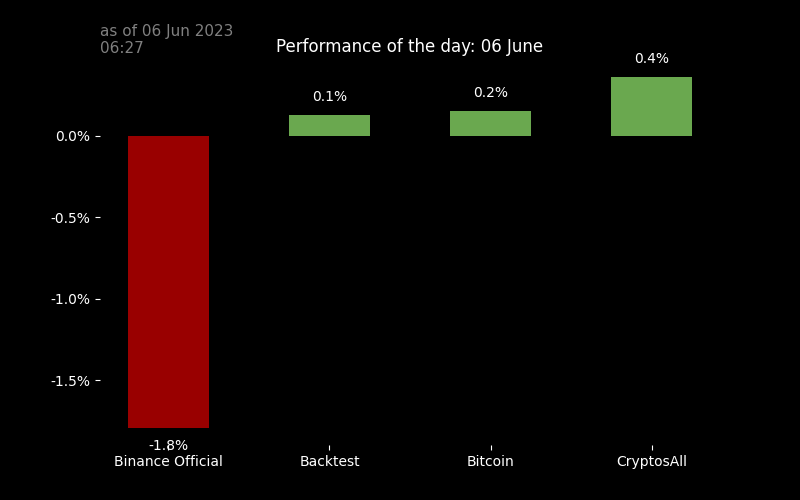 as of 06 Jun 2023
06:27
Performance of the day: 06 June
0.4%
0.1%
0.2%
0.0%
-0.5%
-1.0%
-1.5%
-1.8%
Binance Official
Backtest
Bitcoin
CryptosAll